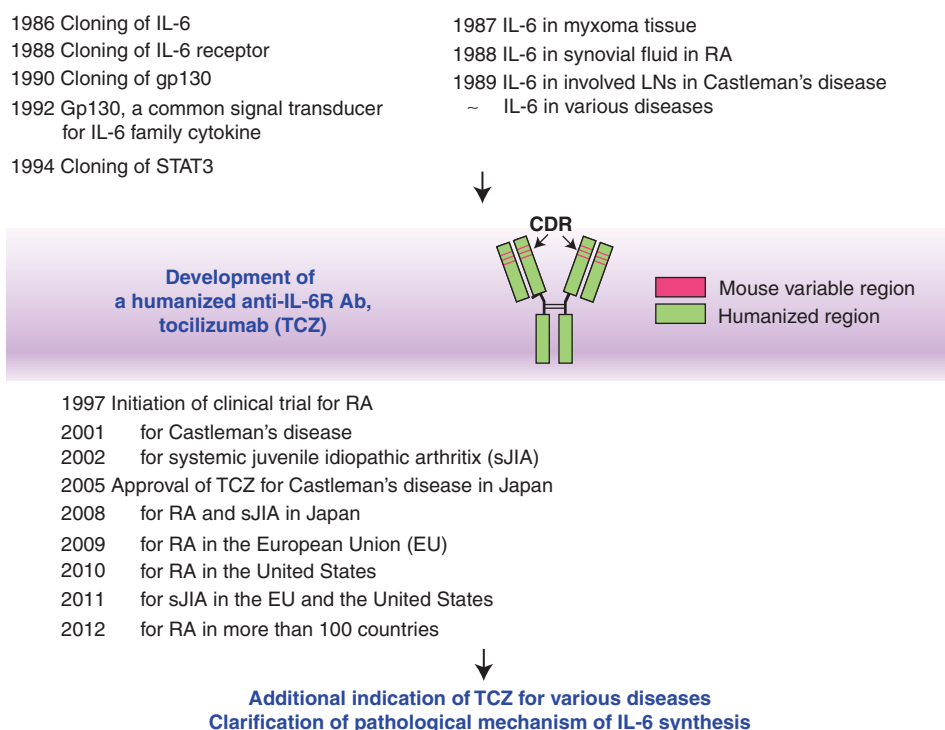 1986 Cloning of IL-6
1988 Cloning of IL-6 receptor
1990 Cloning of gp130
1992 Gp130, a common signal transducer
for IL-6 family cytokine
1994 Cloning of STAT3
1987 IL-6 in myxoma tissue
1988 IL-6 in synovial fluid in RA
1989 IL-6 in involved LNs in Castleman's disease
~ IL-6 in various diseases
Development of
a humanized anti-IL-6R Ab,
tocilizumab (TCZ)
CDR
Mouse variable region
Humanized region
1997 Initiation of clinical trial for RA
2001 for Castleman's disease
2002 for systemic juvenile idiopathic arthritix (sJIA)
2005 Approval of TCZ for Castleman's disease in Japan
2008 for RA and sJIA in Japan
2009 for RA in the European Union (EU)
2010 for RA in the United States
2011 for sJIA in the EU and the United States
2012 for RA in more than 100 countries
Additional indication of TCZ for various diseases
Clarification of pathological mechanism of IL-6 synthesis